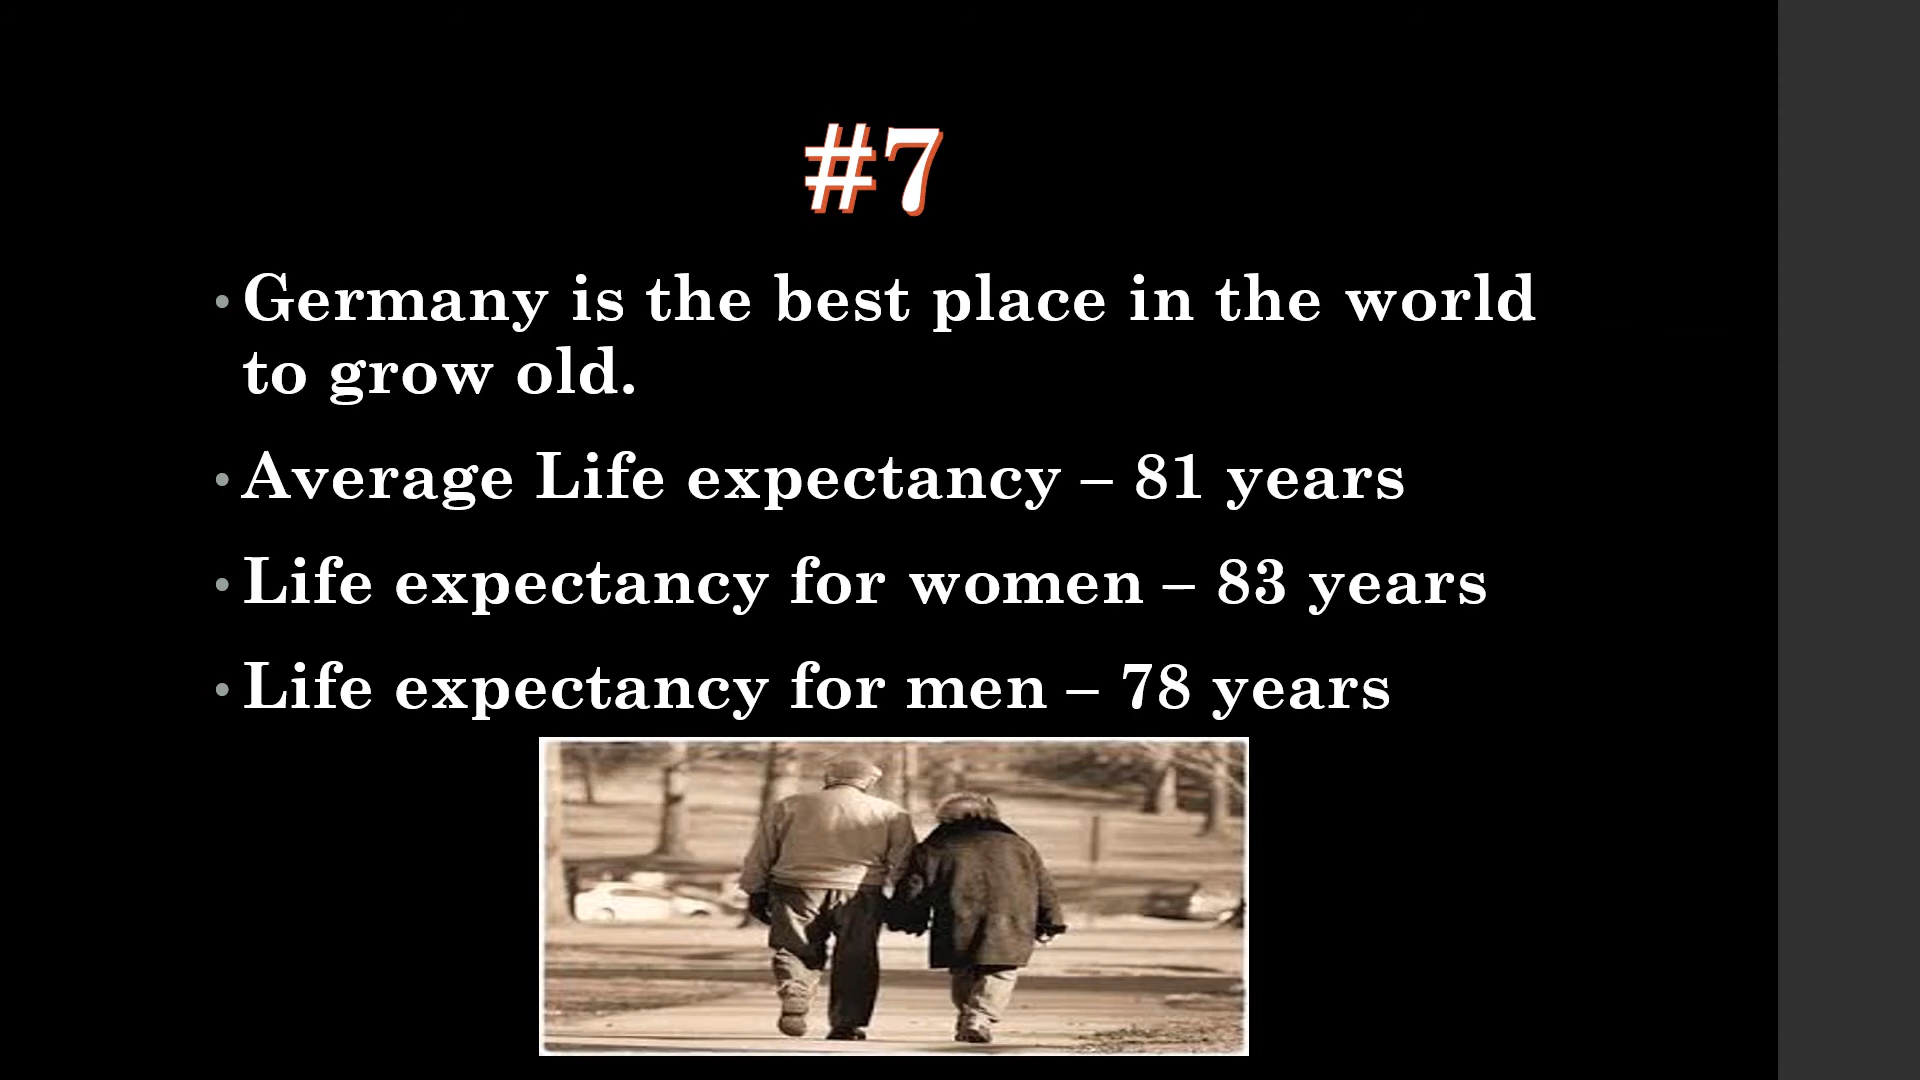 #7
• Germany is the best place in the world
to grow old.
• Average Life expectancy – 81 years
• Life expectancy for women – 83 years
• Life expectancy for men – 78 years